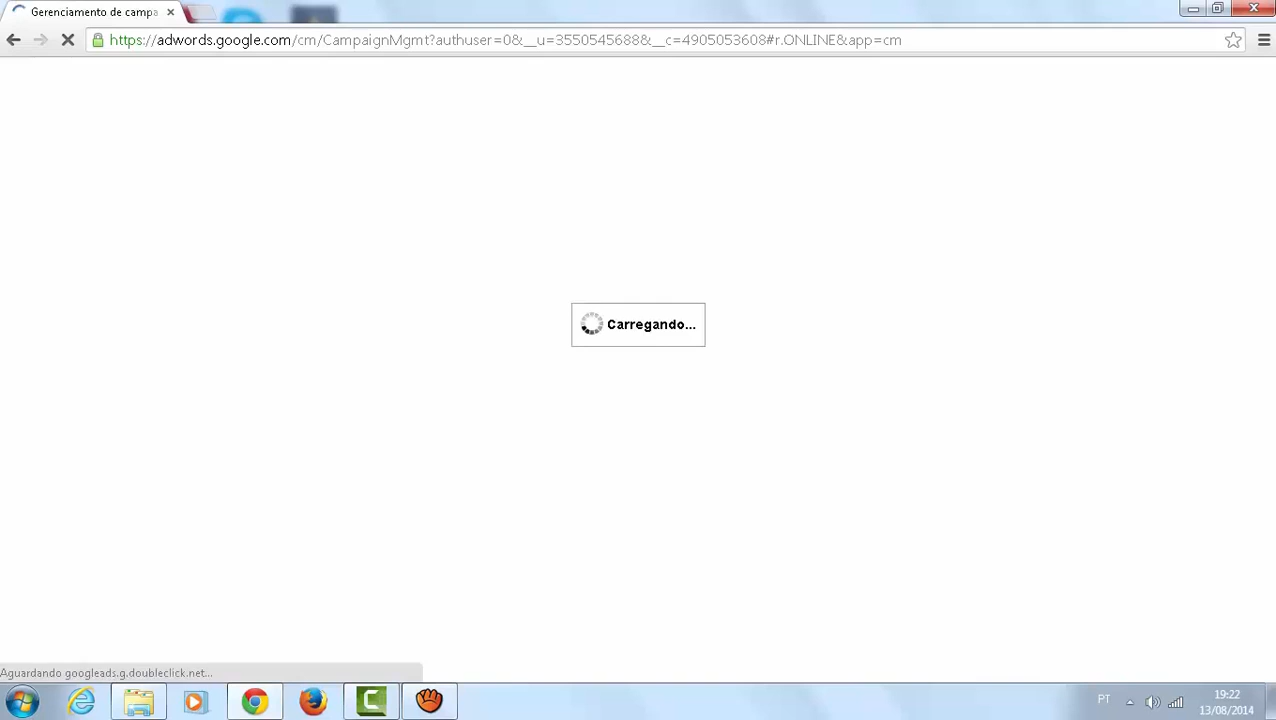 Gerenciamento de campa
https://adwords.google.com/cm/CampaignMgmt?authuser=0&__u=3550545688&__c=4905053608#r.ONLINE&app=cm
Carregando...
Aguardando googleads.g.doubleclick.net...
PT
19:22
13/08/2014